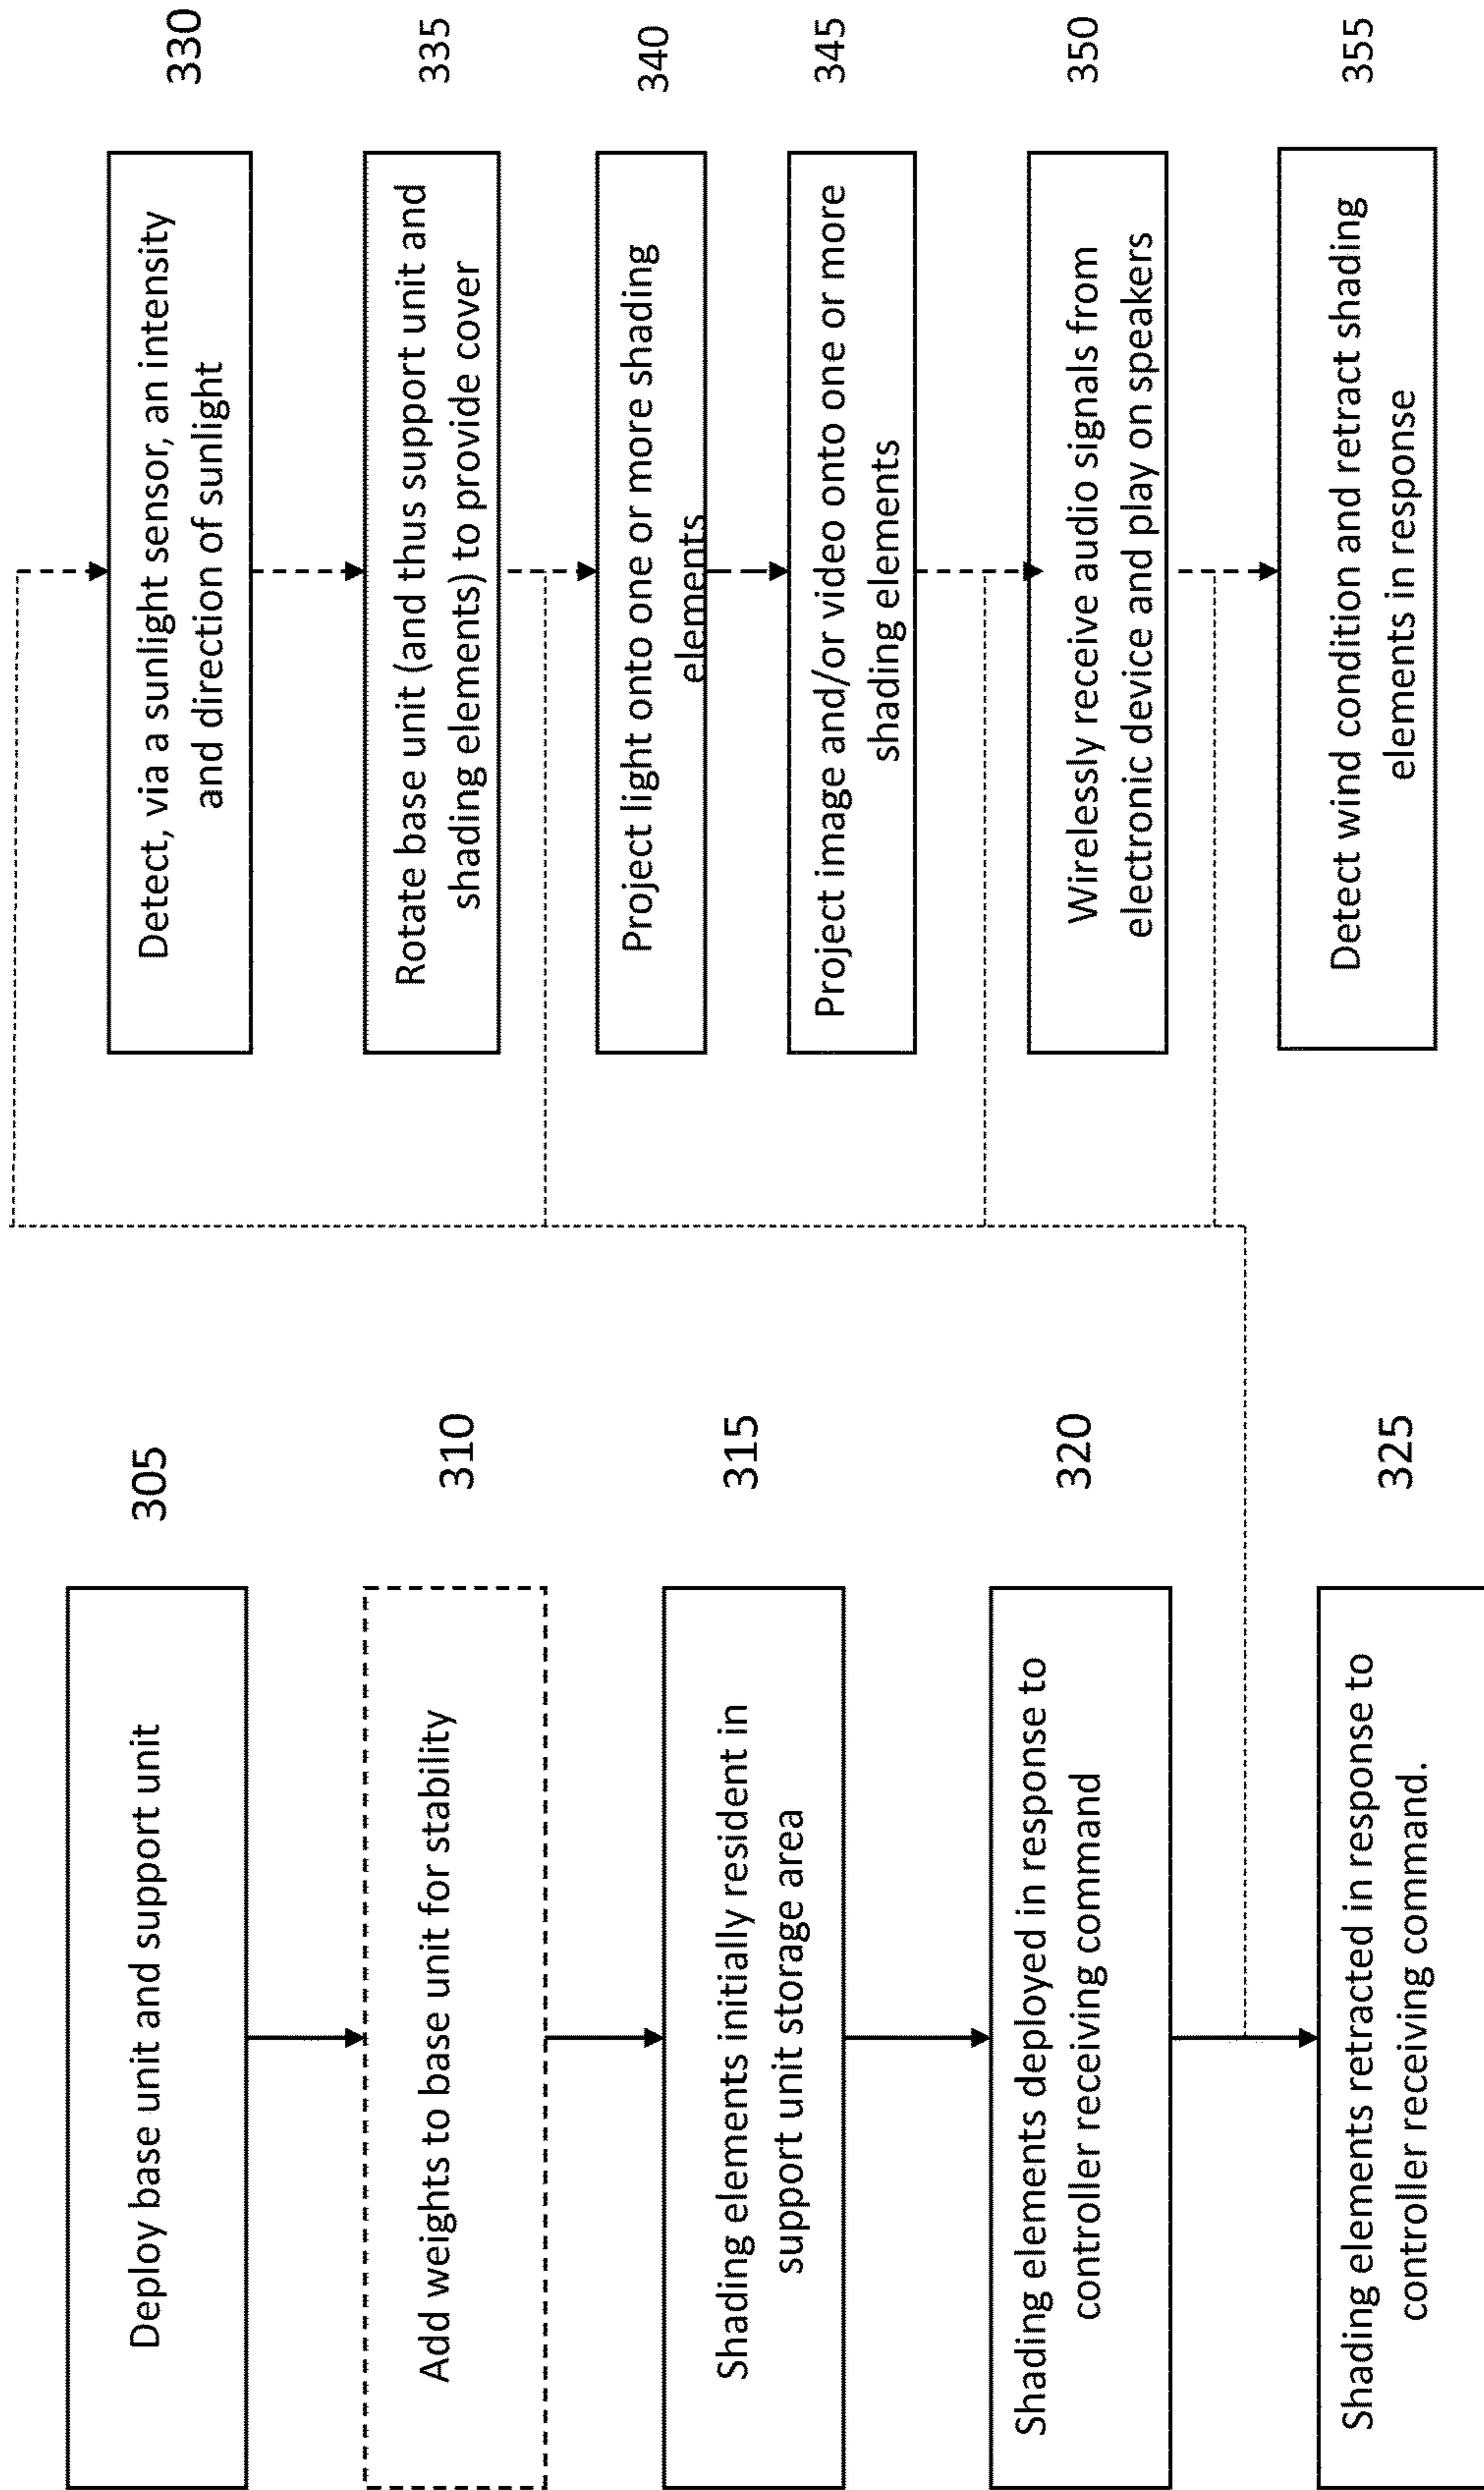 Deploy base unit and support unit
305
Add weights to base unit for stability
310
Shading elements initially resident in
support unit storage area
315
Shading elements deployed in response to
controller receiving command
320
Shading elements retracted in response to
controller receiving command.
325
Detect, via a sunlight sensor, an intensity
and direction of sunlight
330
Rotate base unit (and thus support unit and
shading elements) to provide cover
335
Project light onto one or more shading
elements
340
Project image and/or video onto one or more
shading elements
345
Wirelessly receive audio signals from
electronic device and play on speakers
350
Detect wind condition and retract shading
elements in response
355